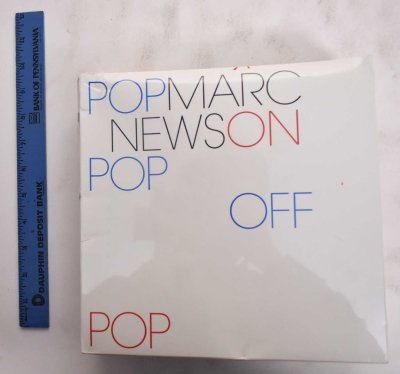 POPMARC
NEWSON
POP
OFF
POP
BANK OF PENNSYLVANIA
DAUPHIN DEPOSIT BANK